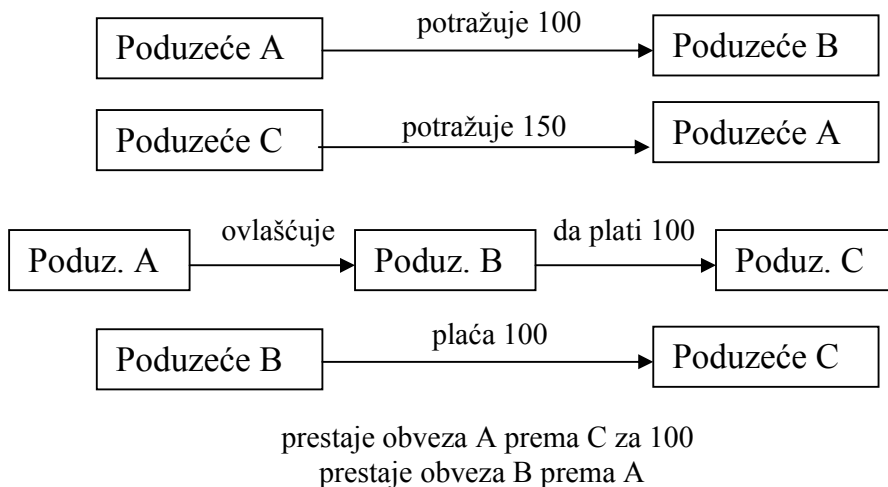 potražuje 100
Poduzeće A
Poduzeće B
potražuje 150
Poduzeće C
Poduzeće A
ovlašćuje
da plati 100
Poduz. A
Poduz. B
Poduz. C
plaća 100
Poduzeće B
Poduzeće C
prestaje obveza A prema C za 100
prestaje obveza B prema A